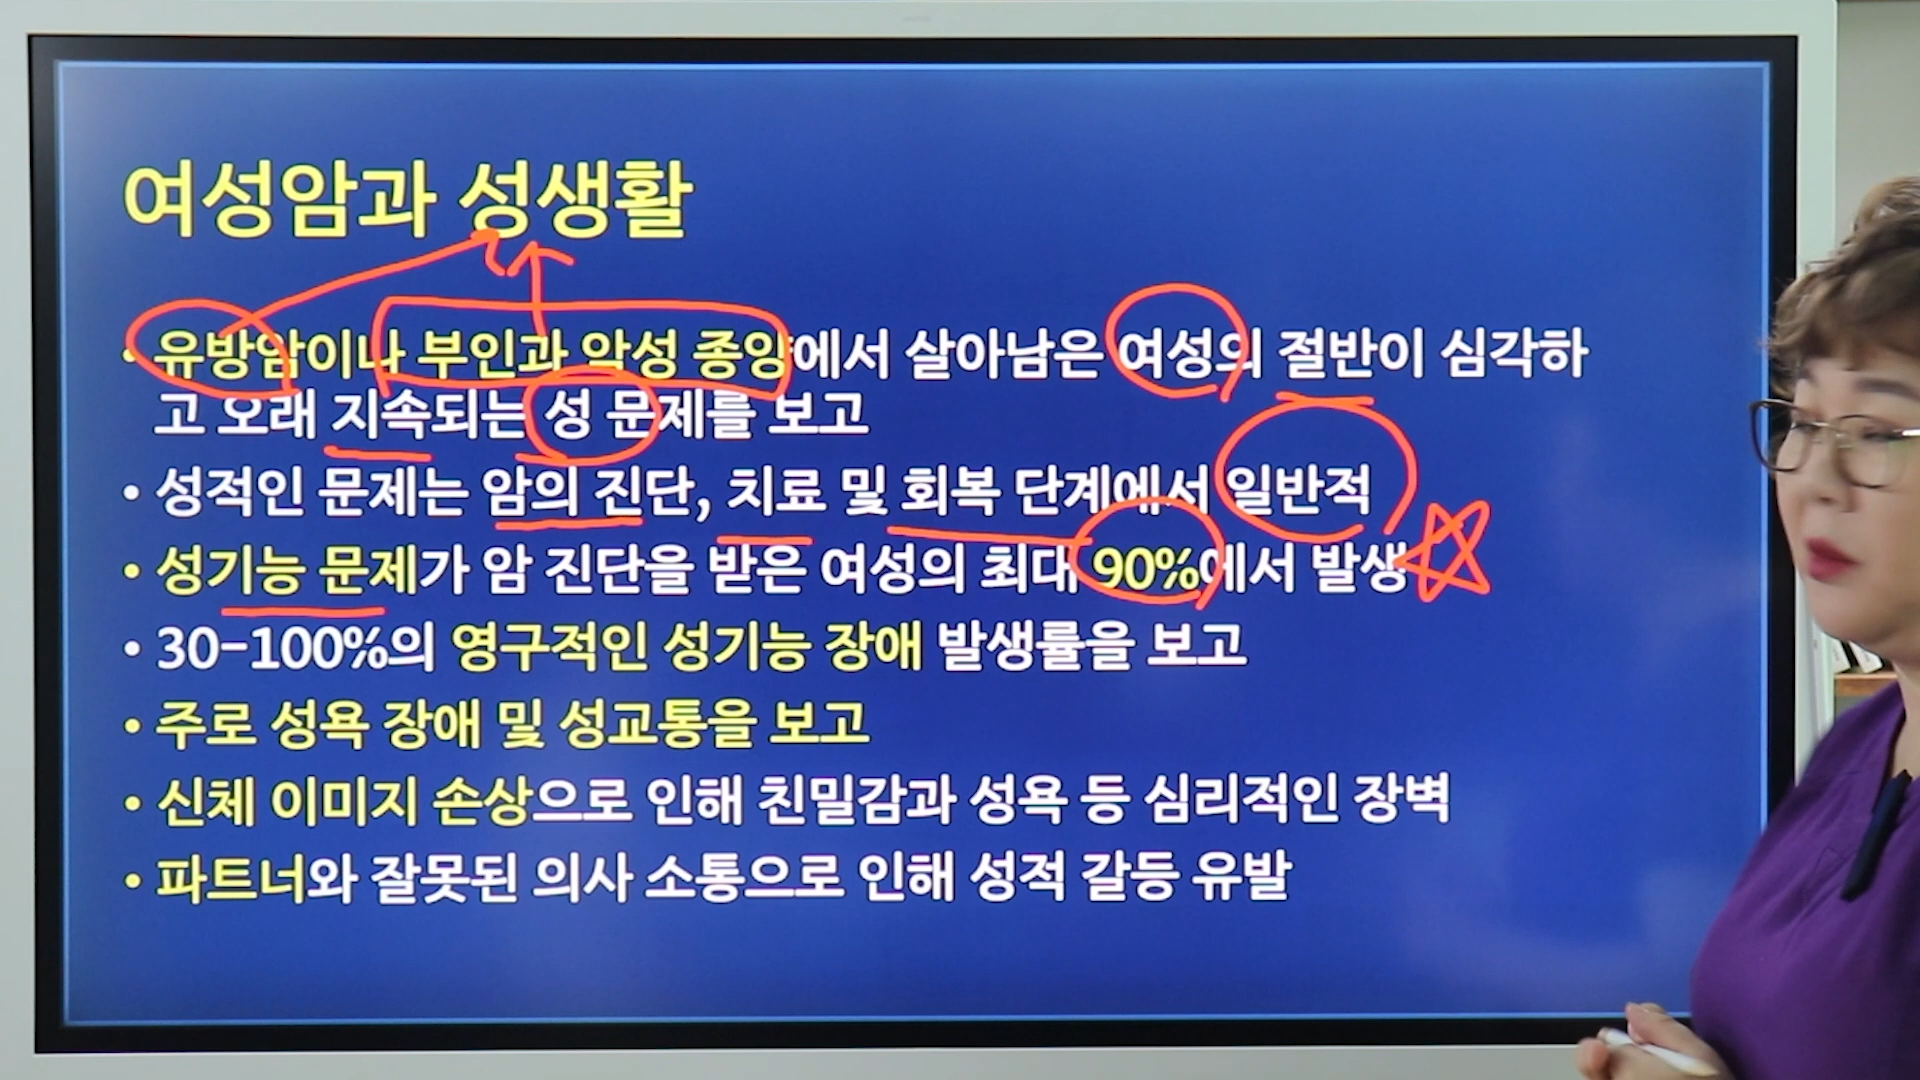 여성암과 성생활
• 유방암이나 부인과 악성 종양에서 살아남은 여성의 절반이 심각하
고 오래 지속되는 성 문제를 보고
• 성적인 문제는 암의 진단, 치료 및 회복 단계에서 일반적
• 성기능 문제가 암 진단을 받은 여성의 최대 90%에서 발생
• 30-100%의 영구적인 성기능 장애 발생률을 보고
• 주로 성욕 장애 및 성교통을 보고
• 신체 이미지 손상으로 인해 친밀감과 성욕 등 심리적인 장벽
• 파트너와 잘못된 의사 소통으로 인해 성적 갈등 유발